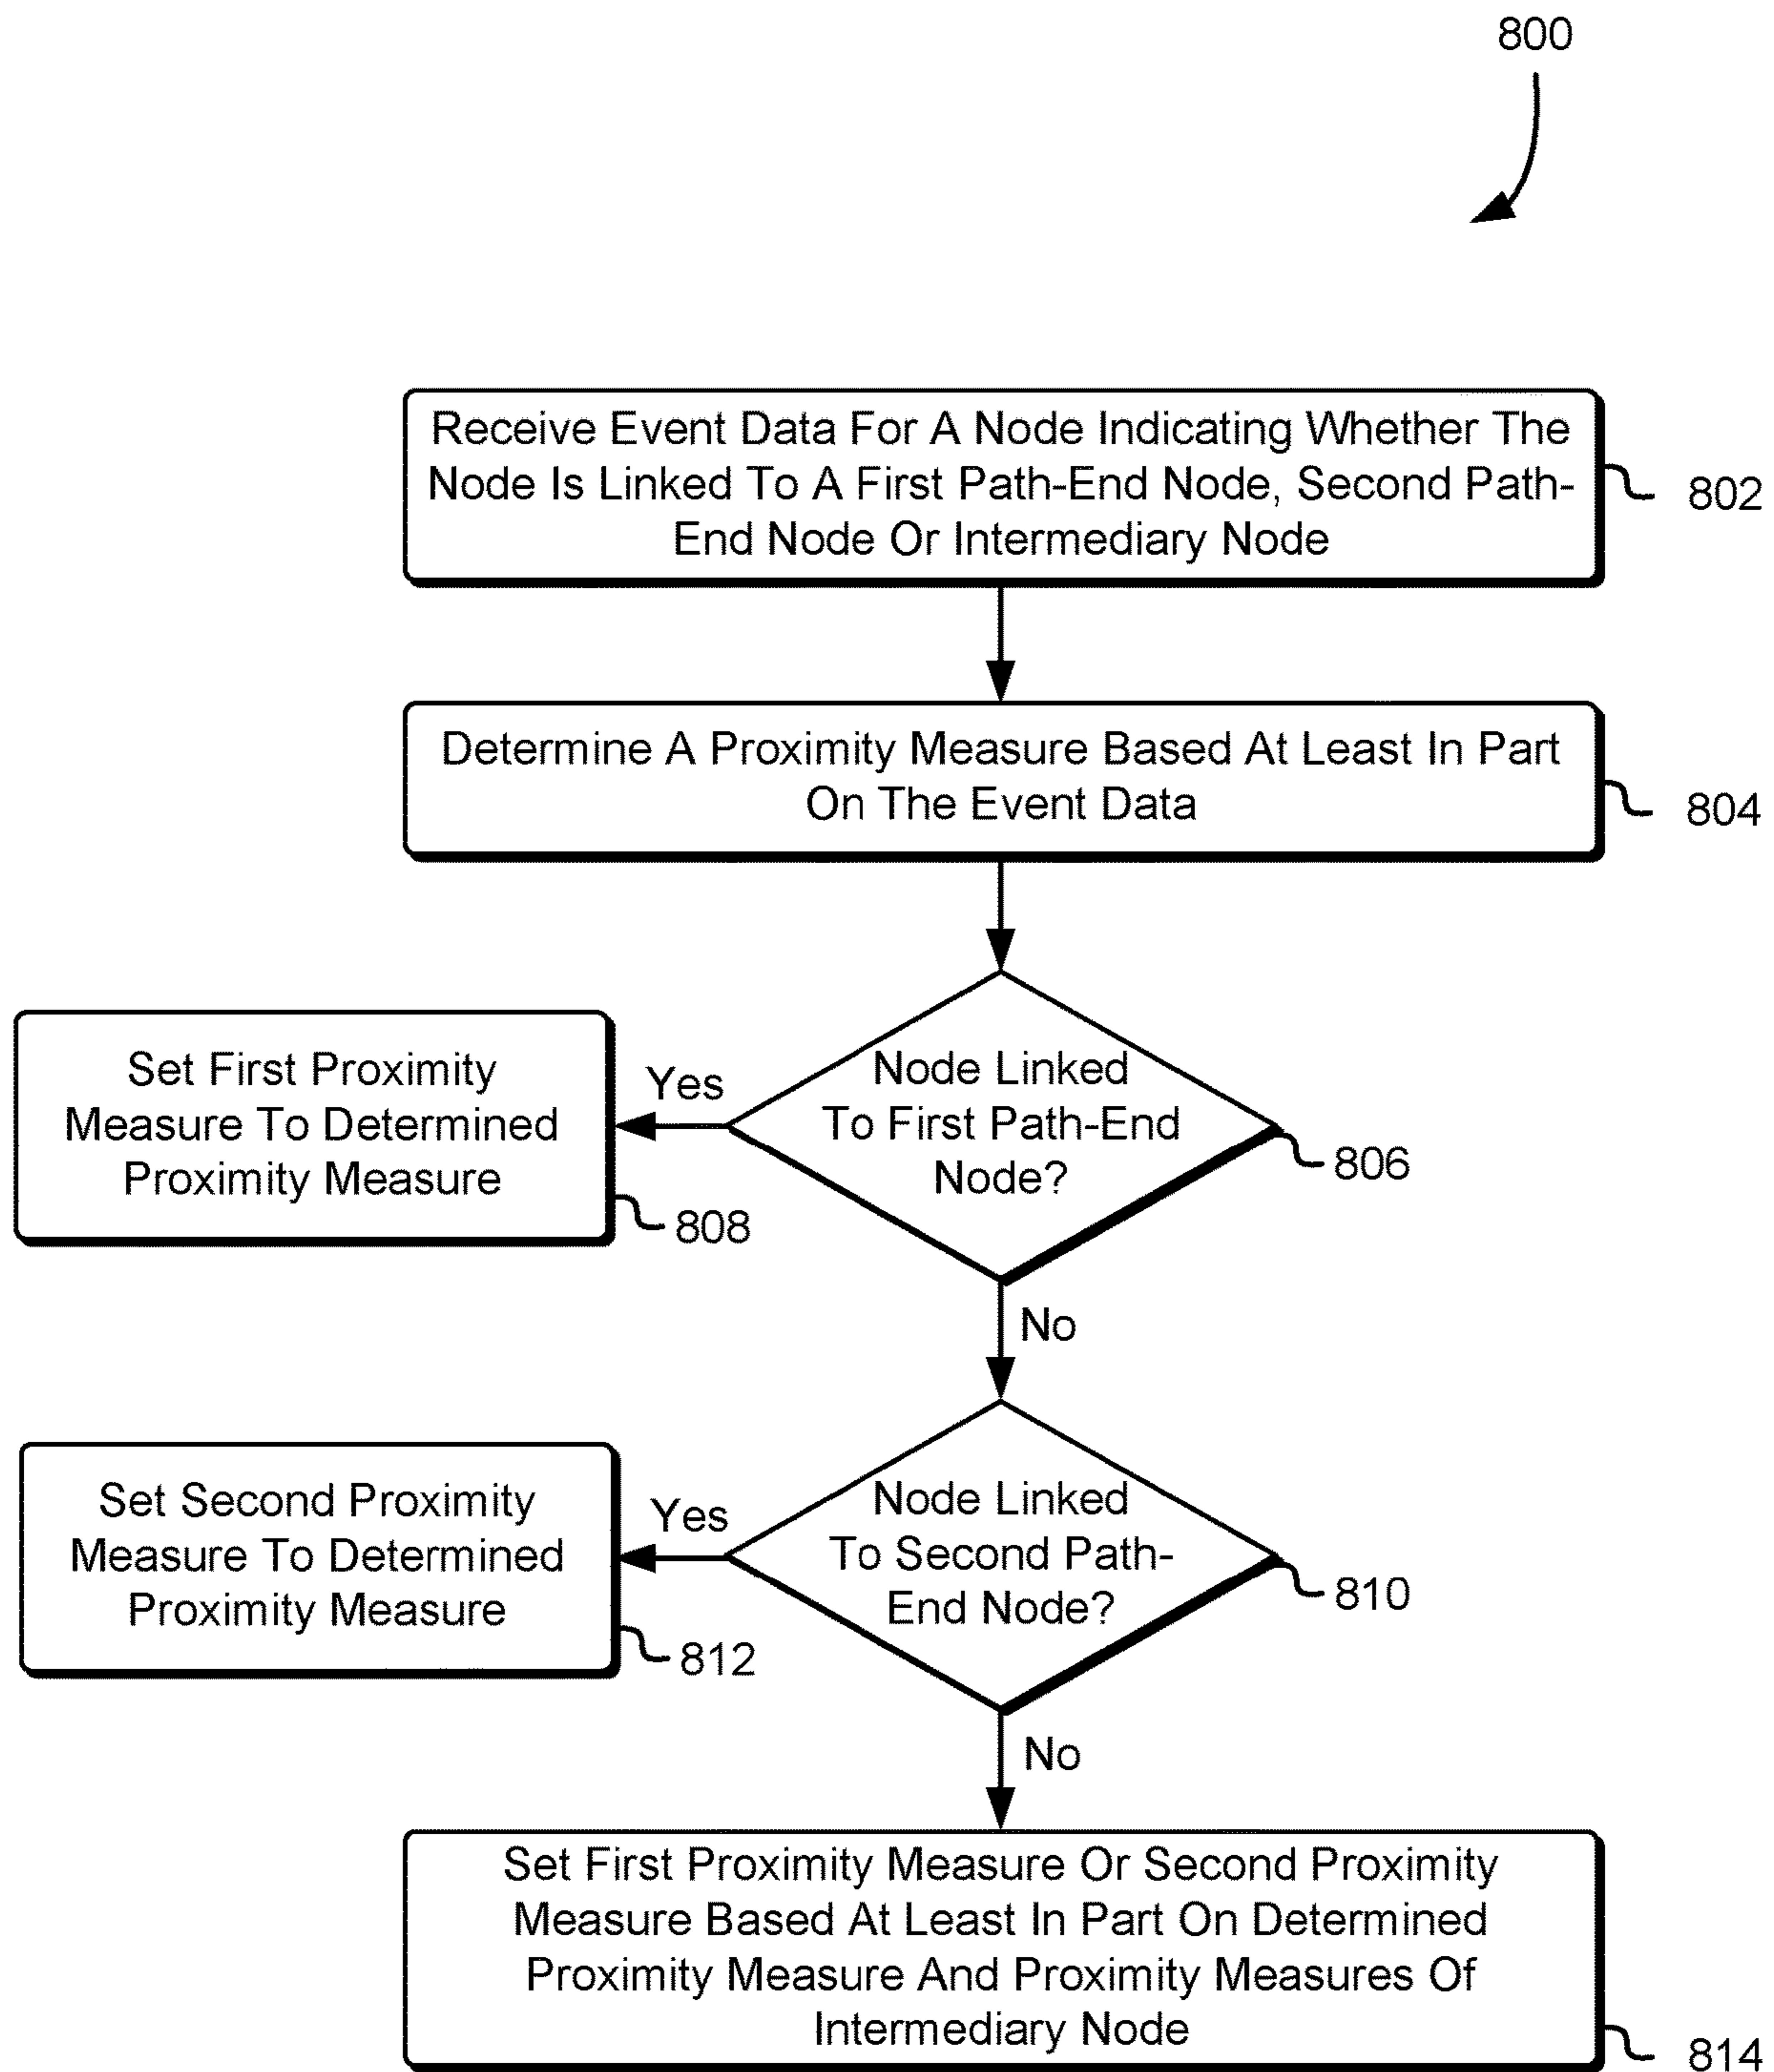 800
Receive Event Data For A Node Indicating Whether The
Node Is Linked To A First Path-End Node, Second Path-
End Node Or Intermediary Node
802
Determine A Proximity Measure Based At Least In Part
On The Event Data
804
Node Linked
To First Path-End
Node?
806
Yes
Set First Proximity
Measure To Determined
Proximity Measure
808
No
Node Linked
To Second Path-
End Node?
810
Yes
Set Second Proximity
Measure To Determined
Proximity Measure
812
No
Set First Proximity Measure Or Second Proximity
Measure Based At Least In Part On Determined
Proximity Measure And Proximity Measures Of
Intermediary Node
814